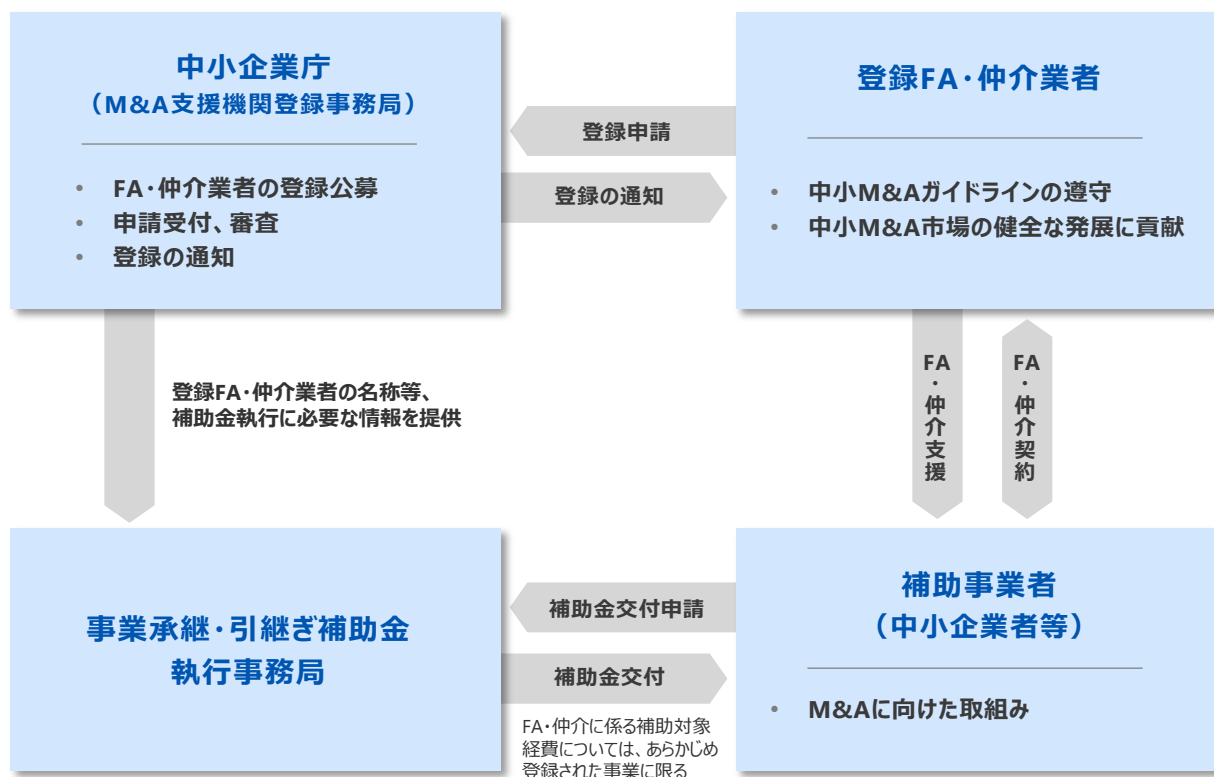 中小企業庁
（M&A支援機関登録事務局）
• FA・仲介業者の登録公募
• 申請受付、審査
• 登録の通知
登録申請
登録の通知
登録FA・仲介業者
• 中小M&Aガイドラインの遵守
• 中小M&A市場の健全な発展に貢献
登録FA・仲介業者の名称等、
補助金執行に必要な情報を提供
FA・仲介支援
FA・仲介契約
事業承継・引継ぎ補助金
執行事務局
補助金交付申請
補助金交付
FA・仲介に係る補助対象
経費については、あらかじめ
登録された事業に限る
補助事業者
（中小企業者等）
• M&Aに向けた取組み